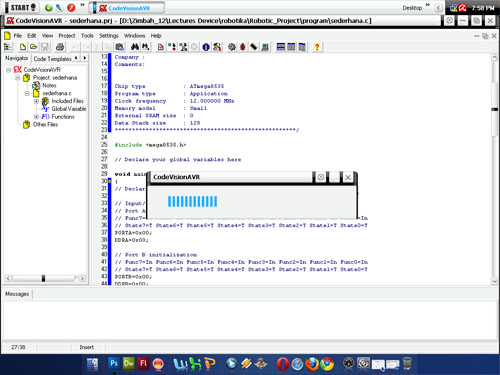 START
CodeVisionAVR
Desktop
7:58 PM
CodeVisionAVR - sederhana.prj - [D:\Zimbah_12\Lectures Device\robotika\Robotic_Project\program\sederhana.c]
File Edit View Project Tools Settings Windows Help
Navigator Code Templates
CodeVisionAVR
Project: sederhana
Notes
sederhana.c
Included Files
Global Variable
Functions
Other Files
13 Company :
14 Comments:
15
16
17 Chip type : ATmega8535
18 Program type : Application
19 Clock frequency : 12.000000 MHz
20 Memory model : Small
21 External SRAM size : 0
22 Data Stack size : 128
23 *****************************************************/
24
25 #include <mega8535.h>
26
27 // Declare your global variables here
28
29 void main
30 {
31 // Declar
32
33 // Input/
34 // Port A
35 // Func7=
36 // State7=T State6=T State5=T State4=T State3=T State2=T State1=T State0=T
37 PORTA=0x00;
38 DDRA=0x00;
39
40 // Port B initialization
41 // Func7=In Func6=In Func5=In Func4=In Func3=In Func2=In Func1=In Func0=In
42 // State7=T State6=T State5=T State4=T State3=T State2=T State1=T State0=T
43 PORTB=0x00;
44 DDRB=0x00;
CodeVisionAVR
Messages
27:38 Insert
Ps Dw Fl